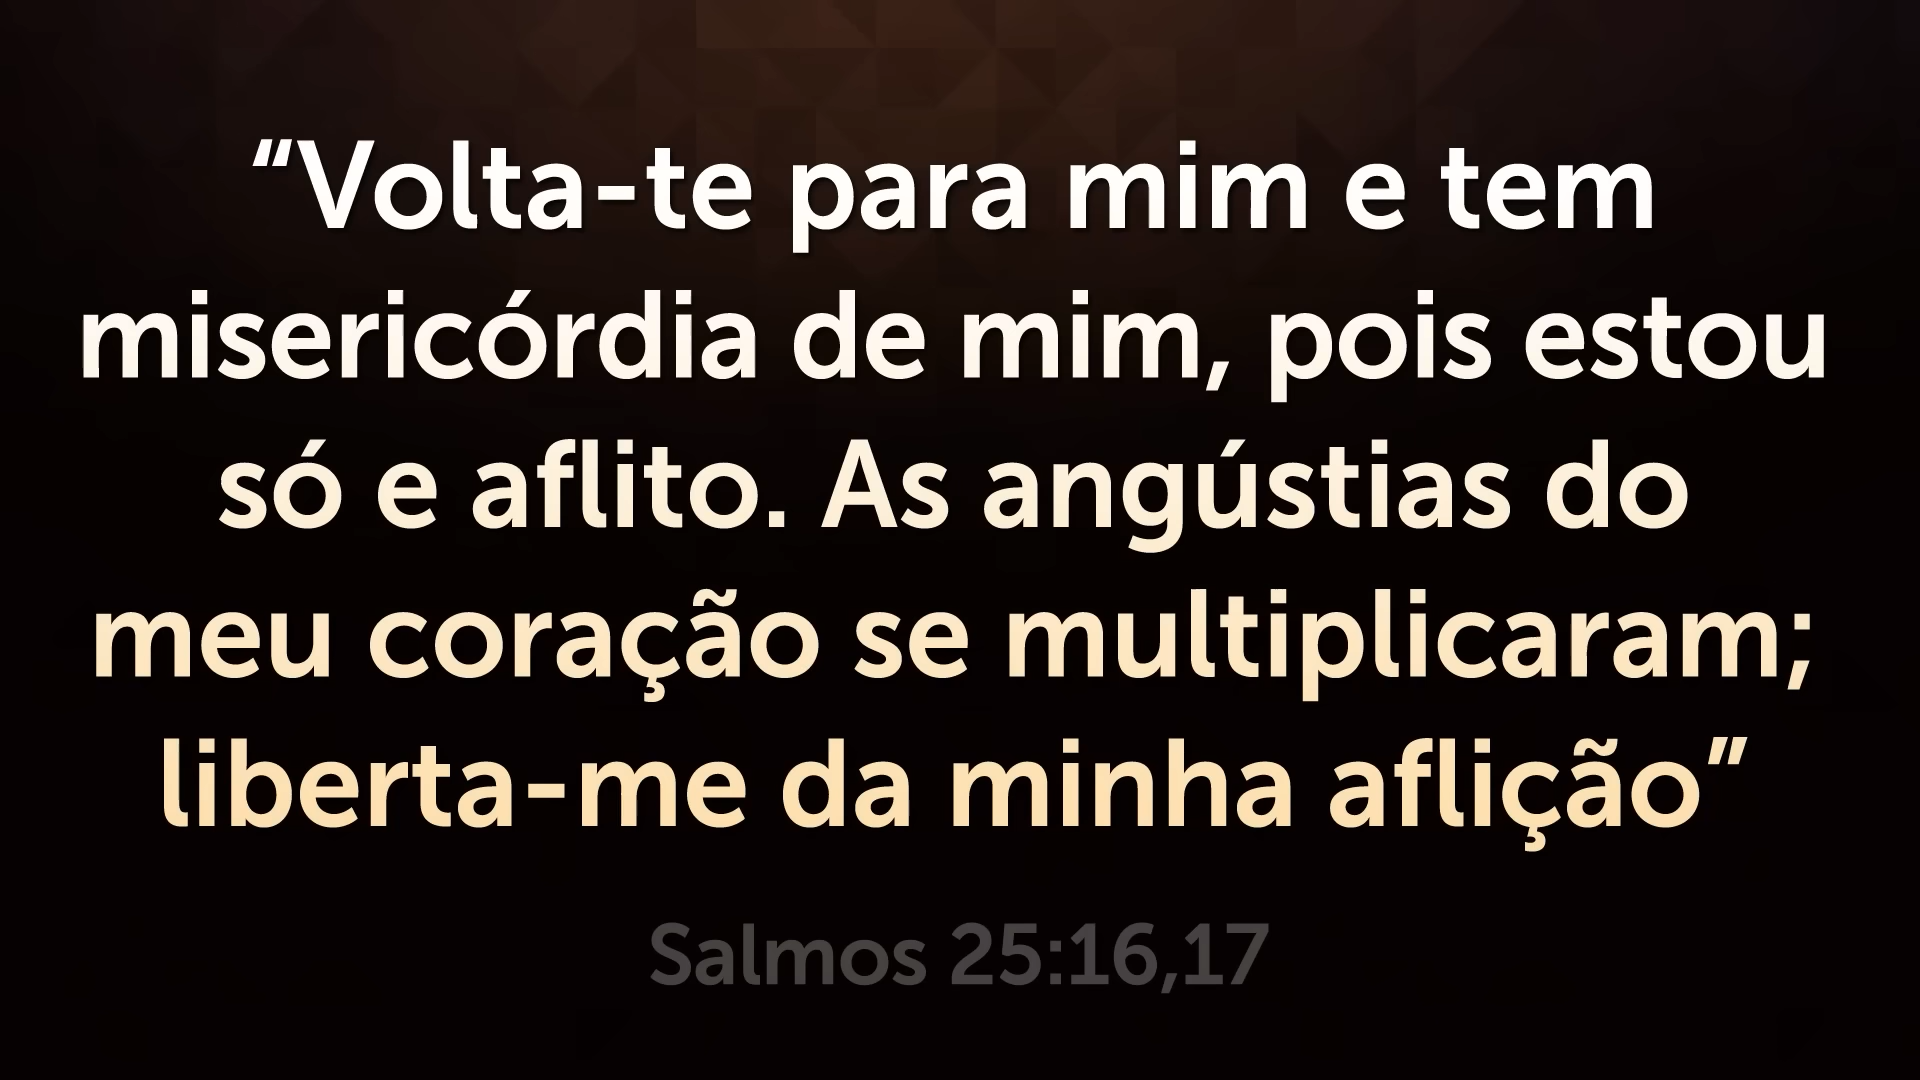 “Volta-te para mim e tem
misericórdia de mim, pois estou
só e aflito. As angústias do
meu coração se multiplicaram;
liberta-me da minha aflição”
Salmos 25:16,17